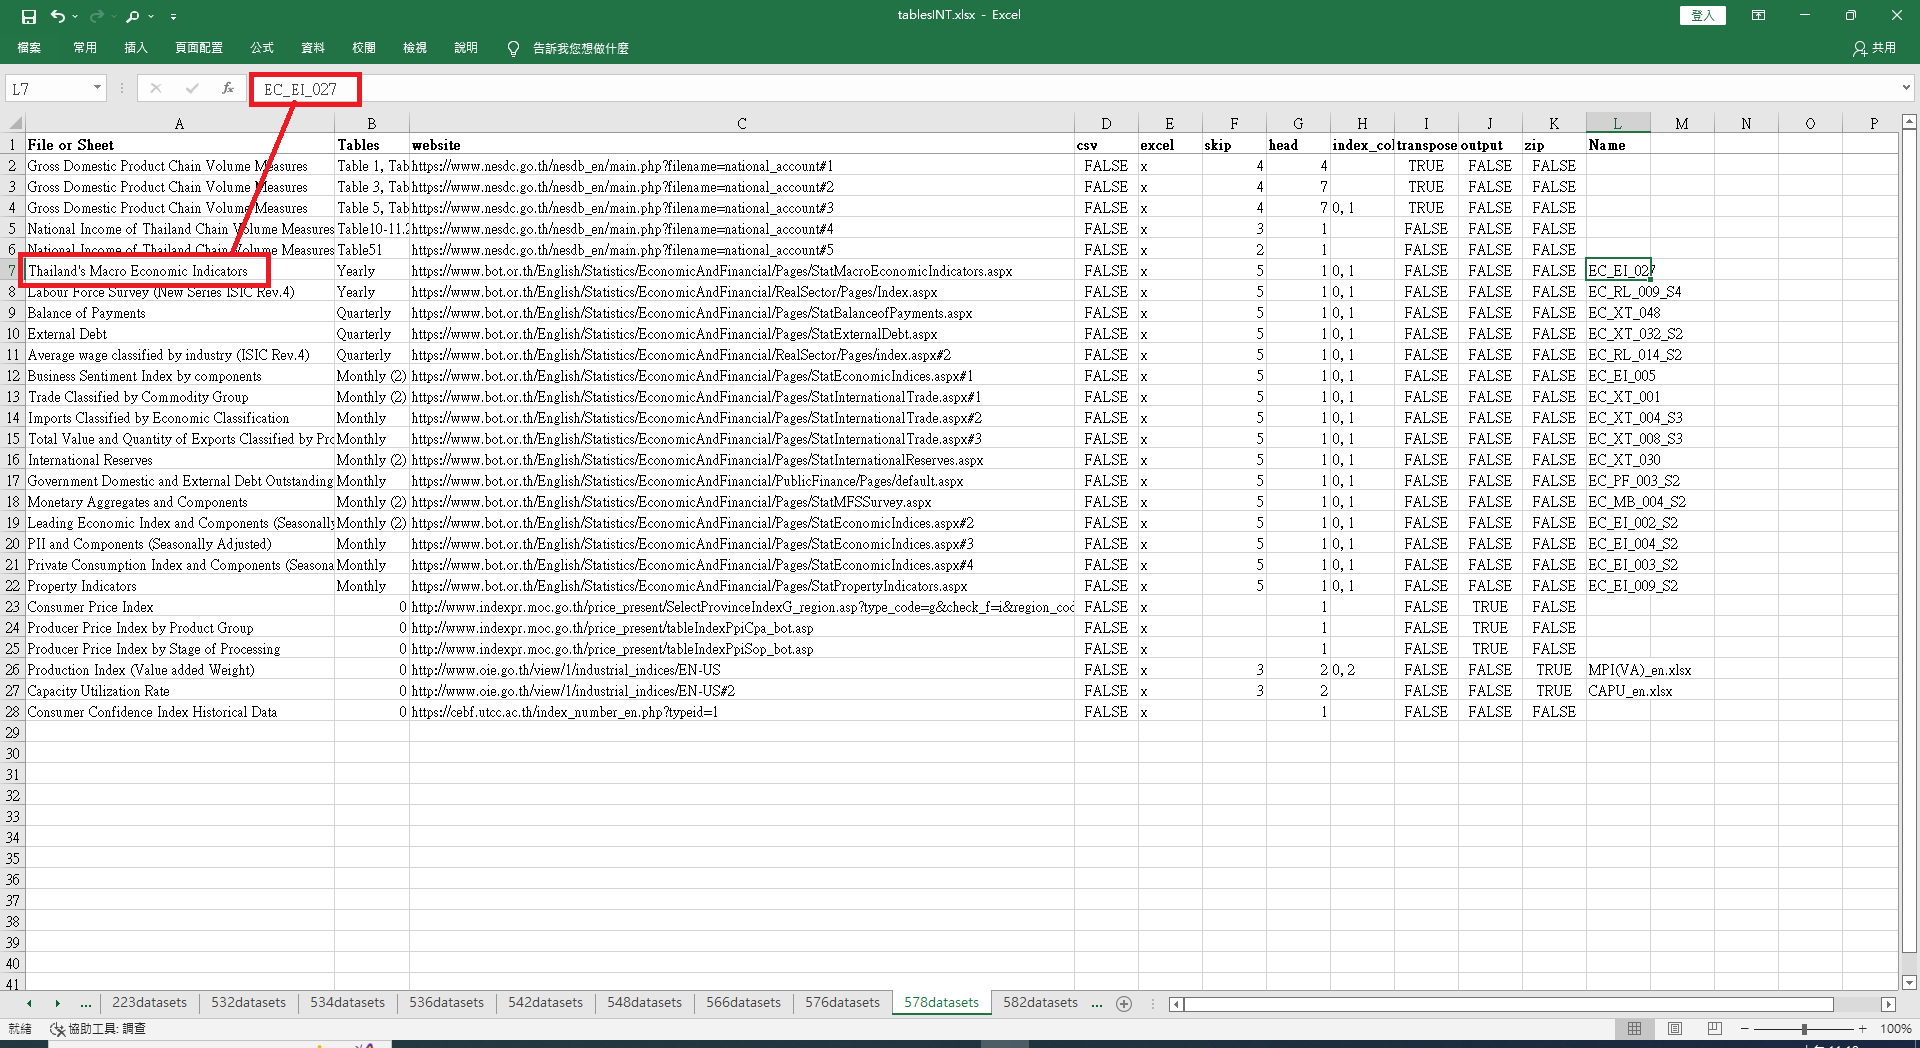 tablesINT.xlsx - Excel
登入
檔案 常用 插入 頁面配置 公式 資料 校閱 檢視 說明 告訴我您想做什麼 共用
L7 fx EC_EI_027
A B C D E F G H I J K L M N O P
1 File or Sheet Tables website csv excel skip head index_col transpose output zip Name
2 Gross Domestic Product Chain Volume Measures Table 1, Tab https://www.nesdc.go.th/nesdb_en/main.php?filename=national_account#1 FALSE x 4 4 TRUE FALSE FALSE
3 Gross Domestic Product Chain Volume Measures Table 3, Tab https://www.nesdc.go.th/nesdb_en/main.php?filename=national_account#2 FALSE x 4 7 TRUE FALSE FALSE
4 Gross Domestic Product Chain Volume Measures Table 5, Tab https://www.nesdc.go.th/nesdb_en/main.php?filename=national_account#3 FALSE x 4 7 0, 1 TRUE FALSE FALSE
5 National Income of Thailand Chain Volume Measures Table10-11.2 https://www.nesdc.go.th/nesdb_en/main.php?filename=national_account#4 FALSE x 3 1 FALSE FALSE FALSE
6 National Income of Thailand Chain Volume Measures Table51 https://www.nesdc.go.th/nesdb_en/main.php?filename=national_account#5 FALSE x 2 1 FALSE FALSE FALSE
7 Thailand's Macro Economic Indicators Yearly https://www.bot.or.th/English/Statistics/EconomicAndFinancial/Pages/StatMacroEconomicIndicators.aspx FALSE x 5 1 0, 1 FALSE FALSE FALSE EC_EI_027
8 Labour Force Survey (New Series ISIC Rev.4) Yearly https://www.bot.or.th/English/Statistics/EconomicAndFinancial/RealSector/Pages/Index.aspx FALSE x 5 1 0, 1 FALSE FALSE FALSE EC_RL_009_S4
9 Balance of Payments Quarterly https://www.bot.or.th/English/Statistics/EconomicAndFinancial/Pages/StatBalanceofPayments.aspx FALSE x 5 1 0, 1 FALSE FALSE FALSE EC_XT_048
10 External Debt Quarterly https://www.bot.or.th/English/Statistics/EconomicAndFinancial/Pages/StatExternalDebt.aspx FALSE x 5 1 0, 1 FALSE FALSE FALSE EC_XT_032_S2
11 Average wage classified by industry (ISIC Rev.4) Quarterly https://www.bot.or.th/English/Statistics/EconomicAndFinancial/RealSector/Pages/index.aspx#2 FALSE x 5 1 0, 1 FALSE FALSE FALSE EC_RL_014_S2
12 Business Sentiment Index by components Monthly (2) https://www.bot.or.th/English/Statistics/EconomicAndFinancial/Pages/StatEconomicIndices.aspx#1 FALSE x 5 1 0, 1 FALSE FALSE FALSE EC_EI_005
13 Trade Classified by Commodity Group Monthly (2) https://www.bot.or.th/English/Statistics/EconomicAndFinancial/Pages/StatInternationalTrade.aspx#1 FALSE x 5 1 0, 1 FALSE FALSE FALSE EC_XT_001
14 Imports Classified by Economic Classification Monthly https://www.bot.or.th/English/Statistics/EconomicAndFinancial/Pages/StatInternationalTrade.aspx#2 FALSE x 5 1 0, 1 FALSE FALSE FALSE EC_XT_004_S3
15 Total Value and Quantity of Exports Classified by Pro Monthly https://www.bot.or.th/English/Statistics/EconomicAndFinancial/Pages/StatInternationalTrade.aspx#3 FALSE x 5 1 0, 1 FALSE FALSE FALSE EC_XT_008_S3
16 International Reserves Monthly (2) https://www.bot.or.th/English/Statistics/EconomicAndFinancial/Pages/StatInternationalReserves.aspx FALSE x 5 1 0, 1 FALSE FALSE FALSE EC_XT_030
17 Government Domestic and External Debt Outstanding Monthly https://www.bot.or.th/English/Statistics/EconomicAndFinancial/PublicFinance/Pages/default.aspx FALSE x 5 1 0, 1 FALSE FALSE FALSE EC_PF_003_S2
18 Monetary Aggregates and Components Monthly (2) https://www.bot.or.th/English/Statistics/EconomicAndFinancial/Pages/StatMFSSurvey.aspx FALSE x 5 1 0, 1 FALSE FALSE FALSE EC_MB_004_S2
19 Leading Economic Index and Components (Seasonally Monthly (2) https://www.bot.or.th/English/Statistics/EconomicAndFinancial/Pages/StatEconomicIndices.aspx#2 FALSE x 5 1 0, 1 FALSE FALSE FALSE EC_EI_002_S2
20 PII and Components (Seasonally Adjusted) Monthly https://www.bot.or.th/English/Statistics/EconomicAndFinancial/Pages/StatEconomicIndices.aspx#3 FALSE x 5 1 0, 1 FALSE FALSE FALSE EC_EI_004_S2
21 Private Consumption Index and Components (Seasona Monthly https://www.bot.or.th/English/Statistics/EconomicAndFinancial/Pages/StatEconomicIndices.aspx#4 FALSE x 5 1 0, 1 FALSE FALSE FALSE EC_EI_003_S2
22 Property Indicators Monthly https://www.bot.or.th/English/Statistics/EconomicAndFinancial/Pages/StatPropertyIndicators.aspx FALSE x 5 1 0, 1 FALSE FALSE FALSE EC_EI_009_S2
23 Consumer Price Index 0 http://www.indexpr.moc.go.th/price_present/SelectProvinceIndexG_region.asp?type_code=g&check_f=i&region_cod FALSE x 1 FALSE TRUE FALSE
24 Producer Price Index by Product Group 0 http://www.indexpr.moc.go.th/price_present/tableIndexPpiCpa_bot.asp FALSE x 1 FALSE TRUE FALSE
25 Producer Price Index by Stage of Processing 0 http://www.indexpr.moc.go.th/price_present/tableIndexPpiSop_bot.asp FALSE x 1 FALSE TRUE FALSE
26 Production Index (Value added Weight) 0 http://www.oie.go.th/view/1/industrial_indices/EN-US FALSE x 3 2 0, 2 FALSE FALSE TRUE MPI(VA)_en.xlsx
27 Capacity Utilization Rate 0 http://www.oie.go.th/view/1/industrial_indices/EN-US#2 FALSE x 3 2 FALSE FALSE TRUE CAPU_en.xlsx
28 Consumer Confidence Index Historical Data 0 https://cebf.utcc.ac.th/index_number_en.php?typeid=1 FALSE x 1 FALSE FALSE FALSE
29
30
31
32
33
34
35
36
37
38
39
40
41
... 223datasets 532datasets 534datasets 536datasets 542datasets 548datasets 566datasets 576datasets 578datasets 582datasets ...
就緒 協助工具: 調查 100%